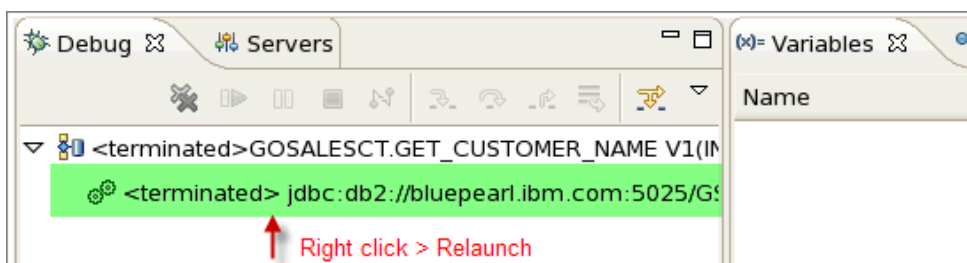 Debug Servers
(x)= Variables
Name
<terminated>GOSALESCT.GET_CUSTOMER_NAME V1(IN
<terminated> jdbc:db2://bluepearl.ibm.com:5025/GS
Right click > Relaunch